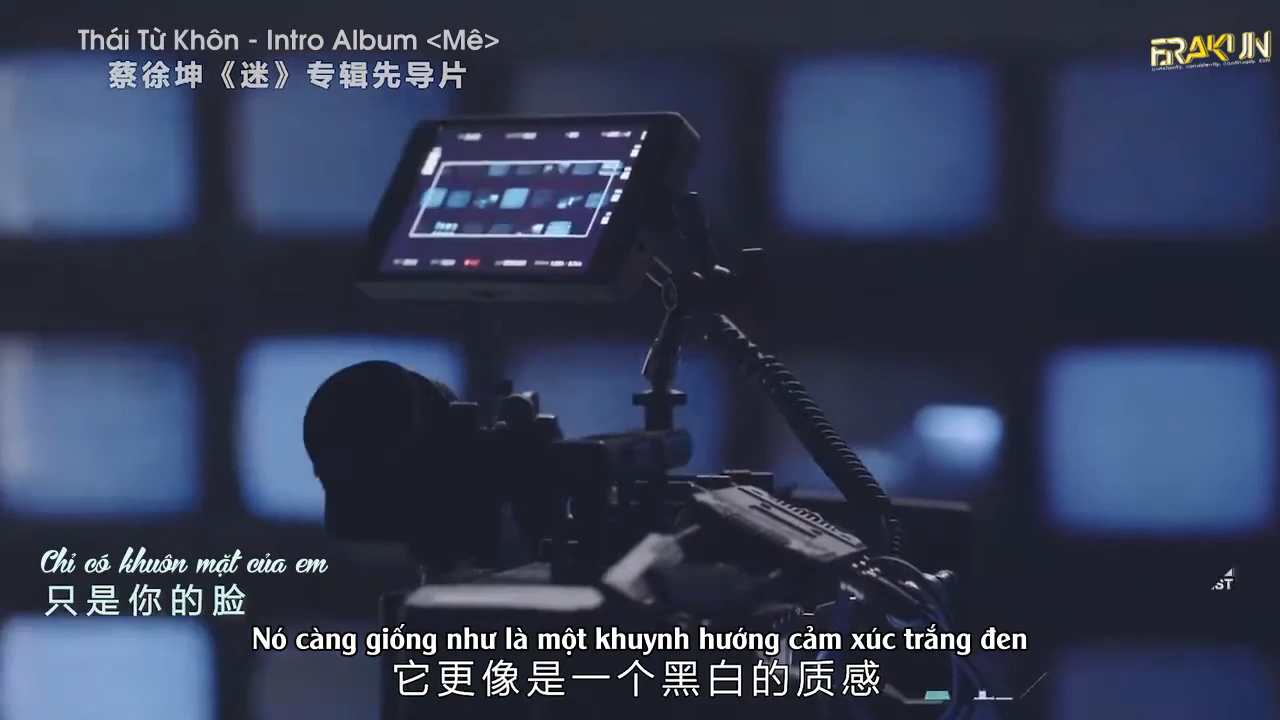 Thái Từ Khôn - Intro Album <Mê>
蔡徐坤《迷》专辑先导片
ERAKUN
Chỉ có khuôn mặt của em
只是你的脸
Nó càng giống như là một khuynh hướng cảm xúc trắng đen
它更像是一个黑白的质感